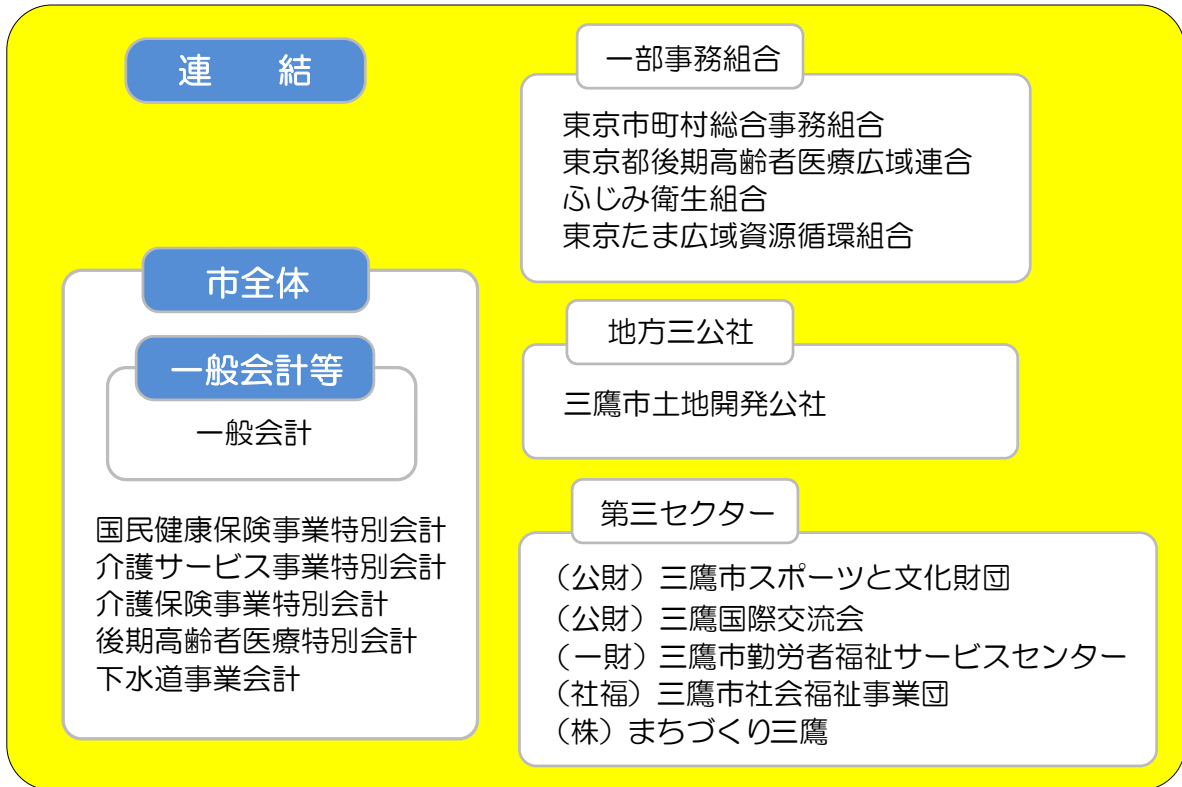 連　結
市全体
一般会計等
一般会計
国民健康保険事業特別会計
介護サービス事業特別会計
介護保険事業特別会計
後期高齢者医療特別会計
下水道事業会計
一部事務組合
東京市町村総合事務組合
東京都後期高齢者医療広域連合
ふじみ衛生組合
東京たま広域資源循環組合
地方三公社
三鷹市土地開発公社
第三セクター
（公財）三鷹市スポーツと文化財団
（公財）三鷹国際交流会
（一財）三鷹市勤労者福祉サービスセンター
（社福）三鷹市社会福祉事業団
（株）まちづくり三鷹